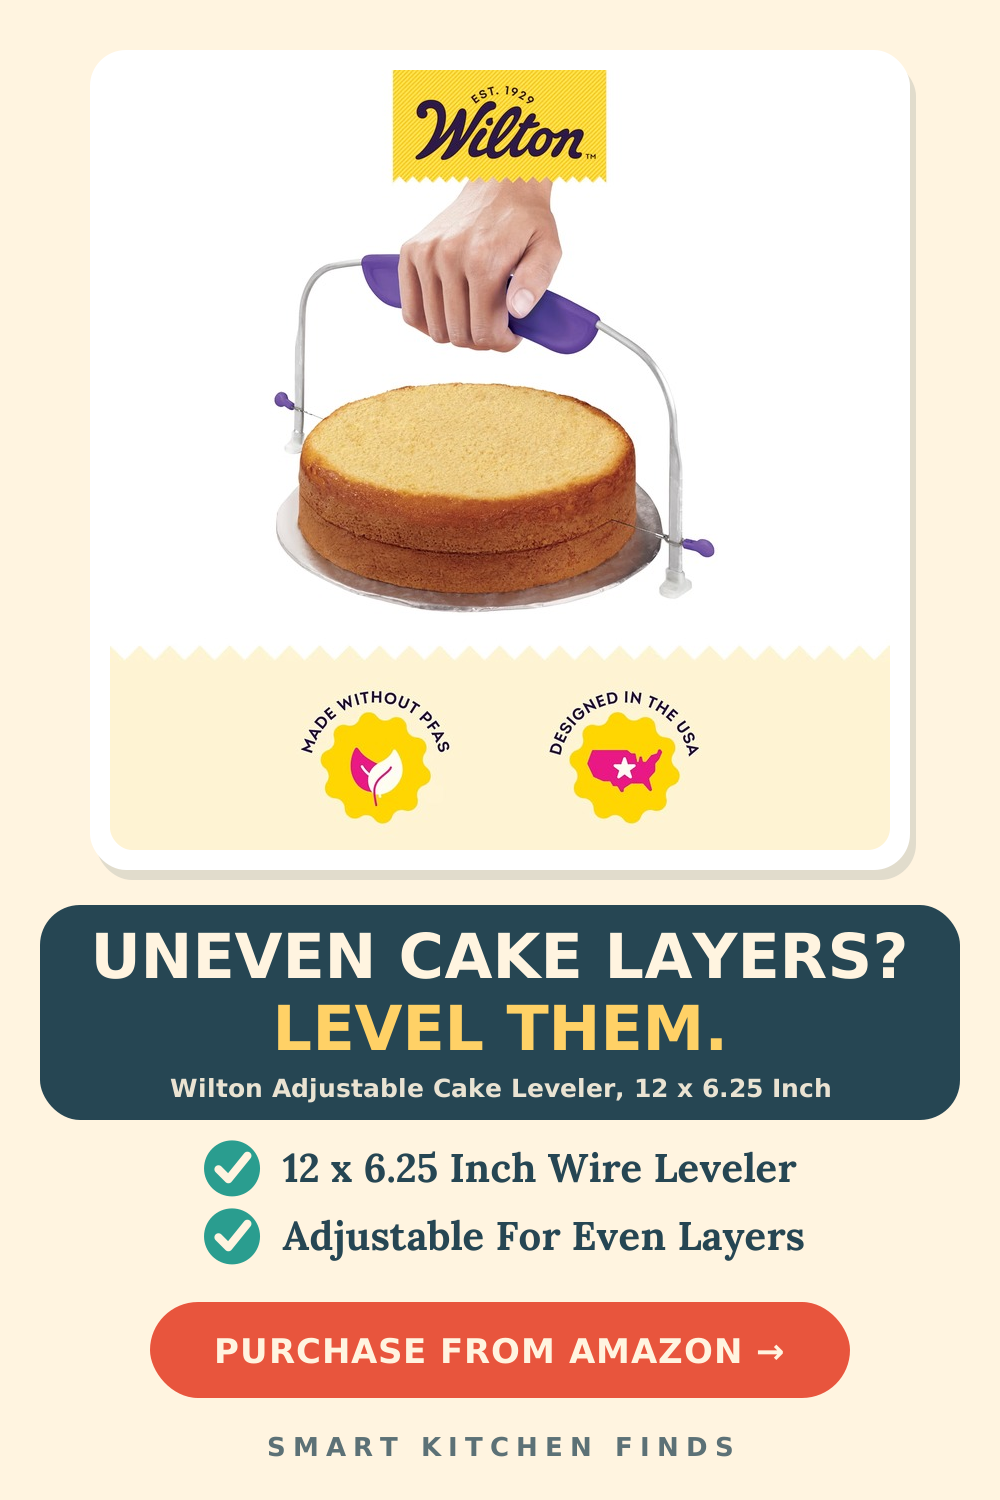 EST. 1929
Wilton™
MADE WITHOUT PFAS
DESIGNED IN THE USA
UNEVEN CAKE LAYERS?
LEVEL THEM.
Wilton Adjustable Cake Leveler, 12 x 6.25 Inch
12 x 6.25 Inch Wire Leveler
Adjustable For Even Layers
PURCHASE FROM AMAZON →
SMART KITCHEN FINDS